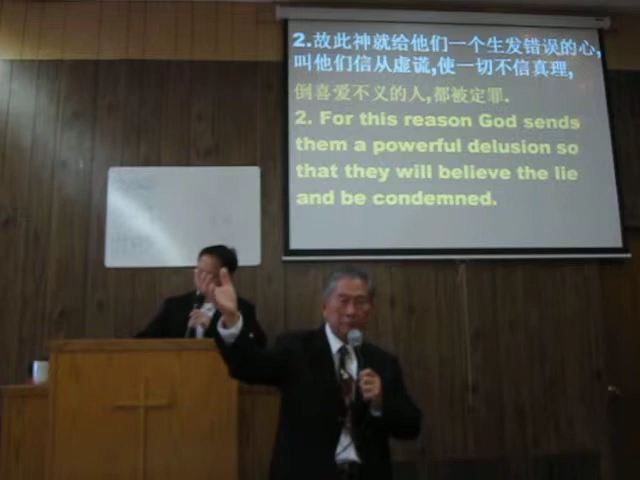 2.故此神就给他们一个生发错误的心,
叫他们信从虚谎,使一切不信真理,
倒喜爱不义的人,都被定罪.
2. For this reason God sends
them a powerful delusion so
that they will believe the lie
and be condemned.